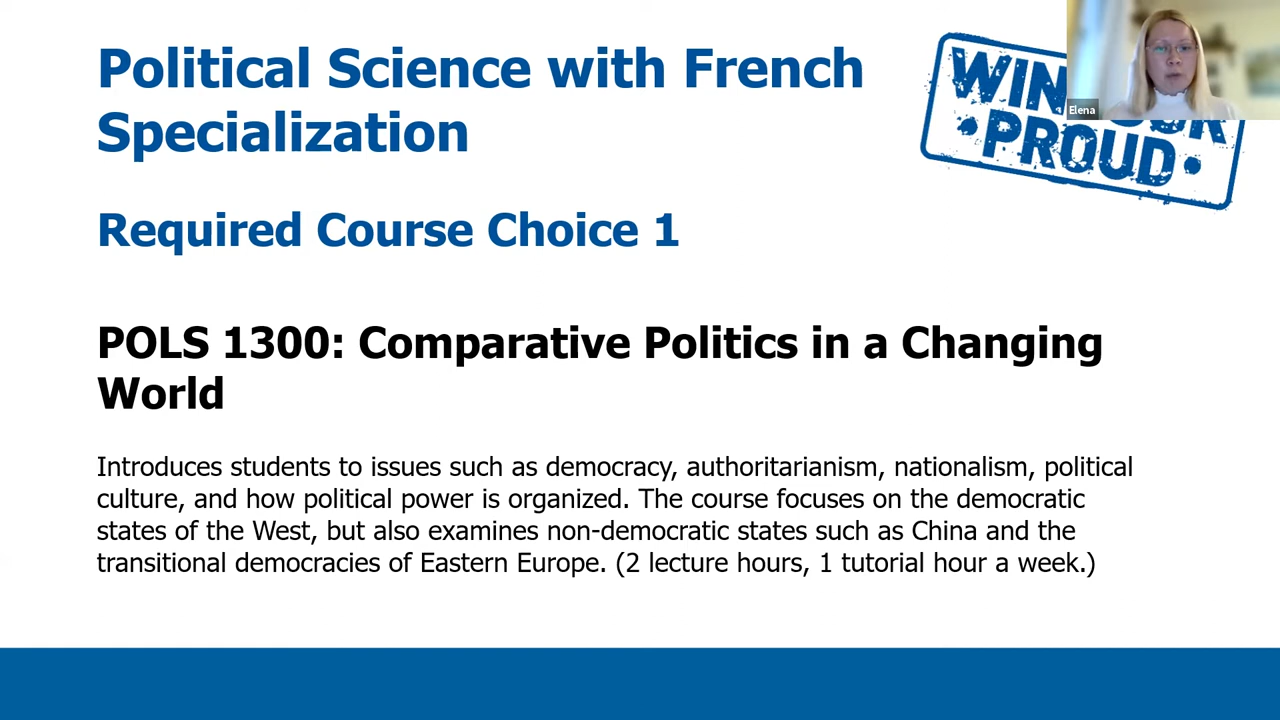 Political Science with French
Specialization
WIN
PROUD
Elena
Required Course Choice 1
POLS 1300: Comparative Politics in a Changing
World
Introduces students to issues such as democracy, authoritarianism, nationalism, political
culture, and how political power is organized. The course focuses on the democratic
states of the West, but also examines non-democratic states such as China and the
transitional democracies of Eastern Europe. (2 lecture hours, 1 tutorial hour a week.)